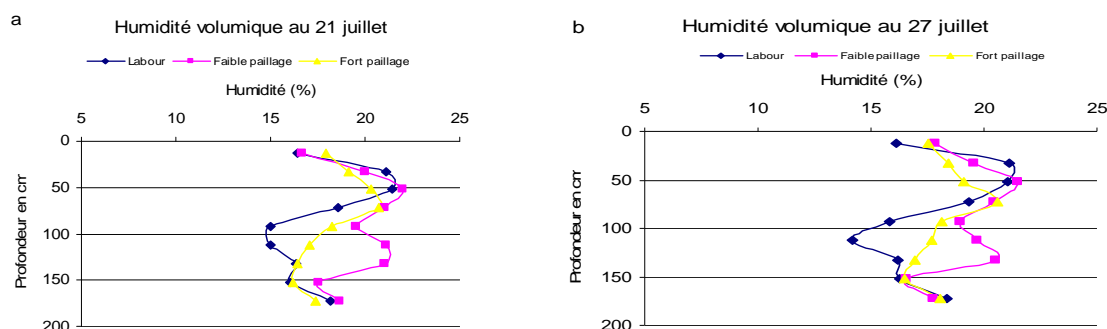 a
Humidité volumique au 21 juillet
Labour Faible paillage Fort paillage
Humidité (%)
5 10 15 20 25
0
50
100
150
200
Profondeur en cm
b
Humidité volumique au 27 juillet
Labour Faible paillage Fort paillage
Humidité (%)
5 10 15 20 25
0
50
100
150
200
Profondeur en cm